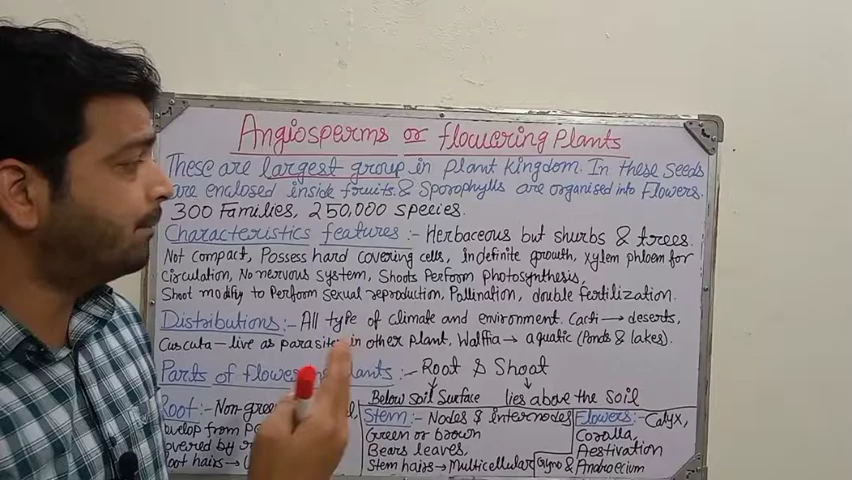 Angiosperms or flowering Plants
These are largest group in plant kingdom. In these seeds
are enclosed inside fruits & Sporophylls are organised into Flowers.
300 Families, 250,000 species.
Characteristics features :- Herbaceous but shurbs & trees.
Not compact, Possess hard covering cells, indefinite growth, xylem phloem for
Circulation, No nervous system, Shoots Perform Photosynthesis,
Shoot modify to Perform sexual reproduction, Pollination, double fertilization.
Distributions :- All type of climate and environment. Cacti → deserts,
Cuscuta - live as parasite in other plant, Walffia → aquatic (Ponds & lakes).
Parts of Plants :- Root & Shoot
Below Soil Surface lies above the soil
Root :- Non-green
Covered by
Root hairs →
Stem :- Nodes & internodes
Green or brown
Bears leaves,
Stem hairs → Multicellular
Flowers :- Calyx,
Corolla,
Aestivation
Gyno & Androecium